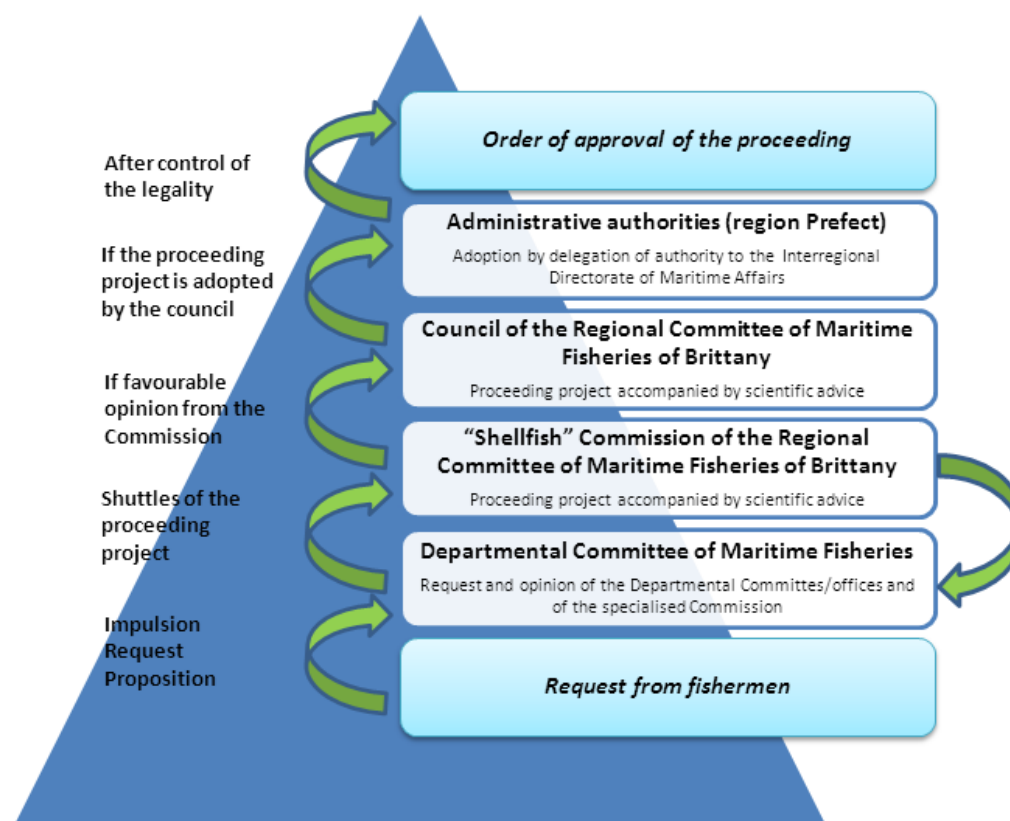 Order of approval of the proceeding
After control of
the legality
Administrative authorities (region Prefect)
Adoption by delegation of authority to the Interregional
Directorate of Maritime Affairs
If the proceeding
project is adopted
by the council
Council of the Regional Committee of Maritime
Fisheries of Brittany
Proceeding project accompanied by scientific advice
If favourable
opinion from the
Commission
“Shellfish” Commission of the Regional
Committee of Maritime Fisheries of Brittany
Proceeding project accompanied by scientific advice
Shuttles of the
proceeding
project
Departmental Committee of Maritime Fisheries
Request and opinion of the Departmental Committes/offices and
of the specialised Commission
Impulsion
Request
Proposition
Request from fishermen